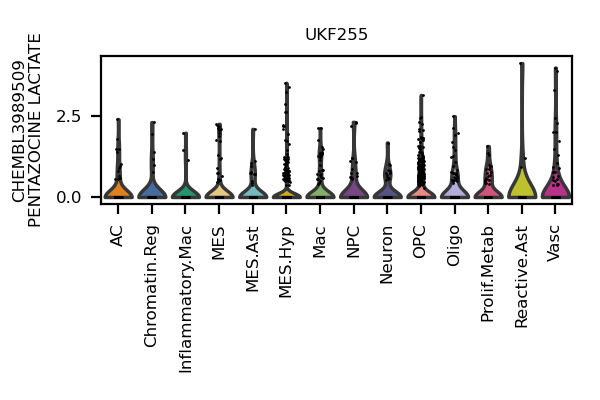 UKF255
CHEMBL3989509
PENTAZOCINE LACTATE
2.5
0.0
AC
Chromatin.Reg
Inflammatory.Mac
MES
MES.Ast
MES.Hyp
Mac
NPC
Neuron
OPC
Oligo
Prolif.Metab
Reactive.Ast
Vasc